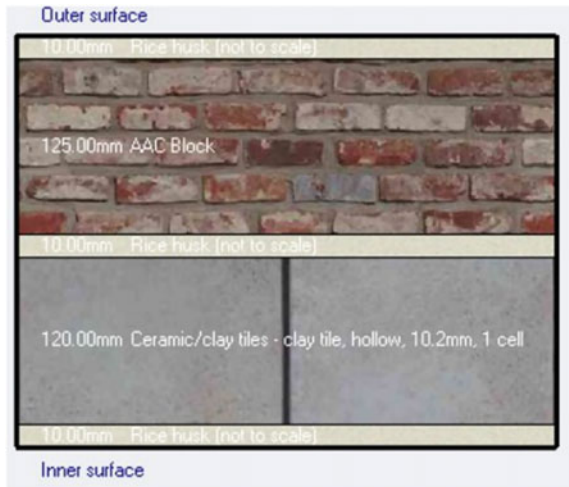 Outer surface
10.00mm Rice husk (not to scale)
125.00mm AAC Block
10.00mm Rice husk (not to scale)
120.00mm Ceramic/clay tiles - clay tile, hollow, 10.2mm, 1 cell
10.00mm Rice husk (not to scale)
Inner surface